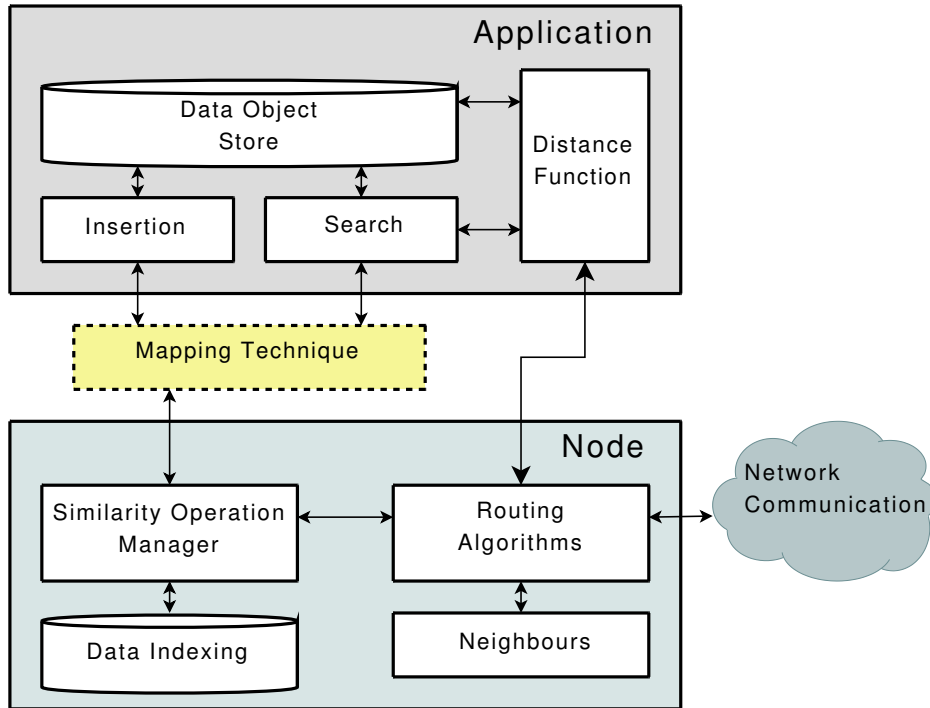 Application
Data Object
Store
Distance
Function
Insertion
Search
Mapping Technique
Node
Network
Communication
Similarity Operation
Manager
Routing
Algorithms
Data Indexing
Neighbours